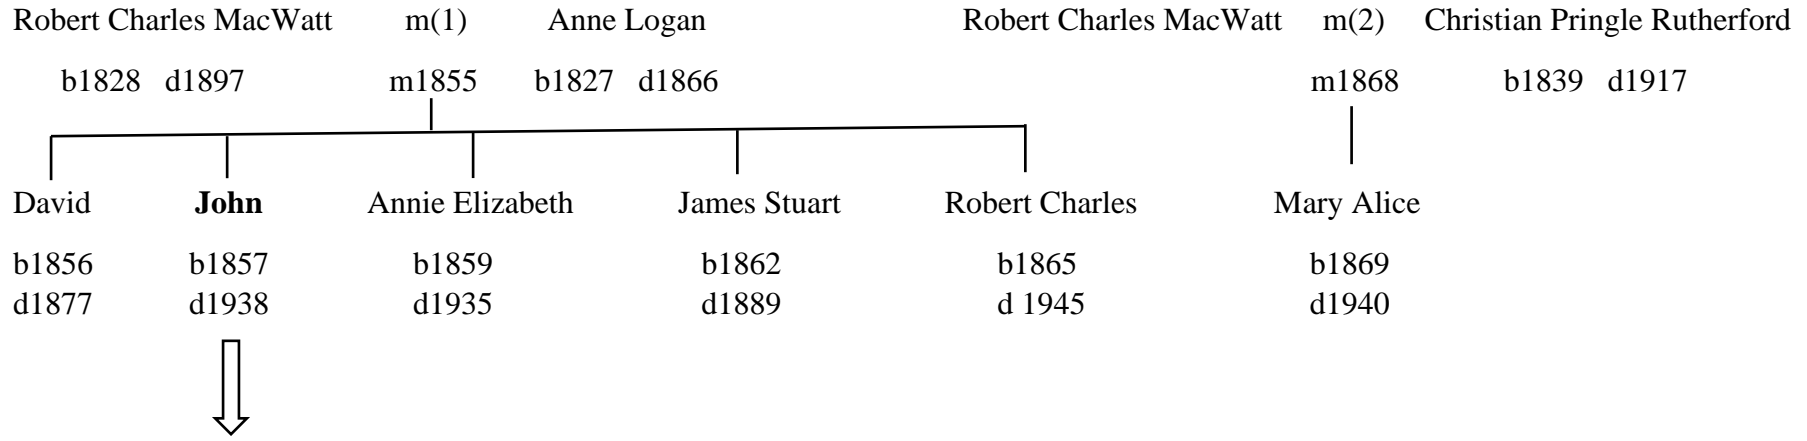 Robert Charles MacWatt m(1) Anne Logan Robert Charles MacWatt m(2) Christian Pringle Rutherford
b1828 d1897 m1855 b1827 d1866 m1868 b1839 d1917
David John Annie Elizabeth James Stuart Robert Charles Mary Alice
b1856 b1857 b1859 b1862 b1865 b1869
d1877 d1938 d1935 d1889 d 1945 d1940